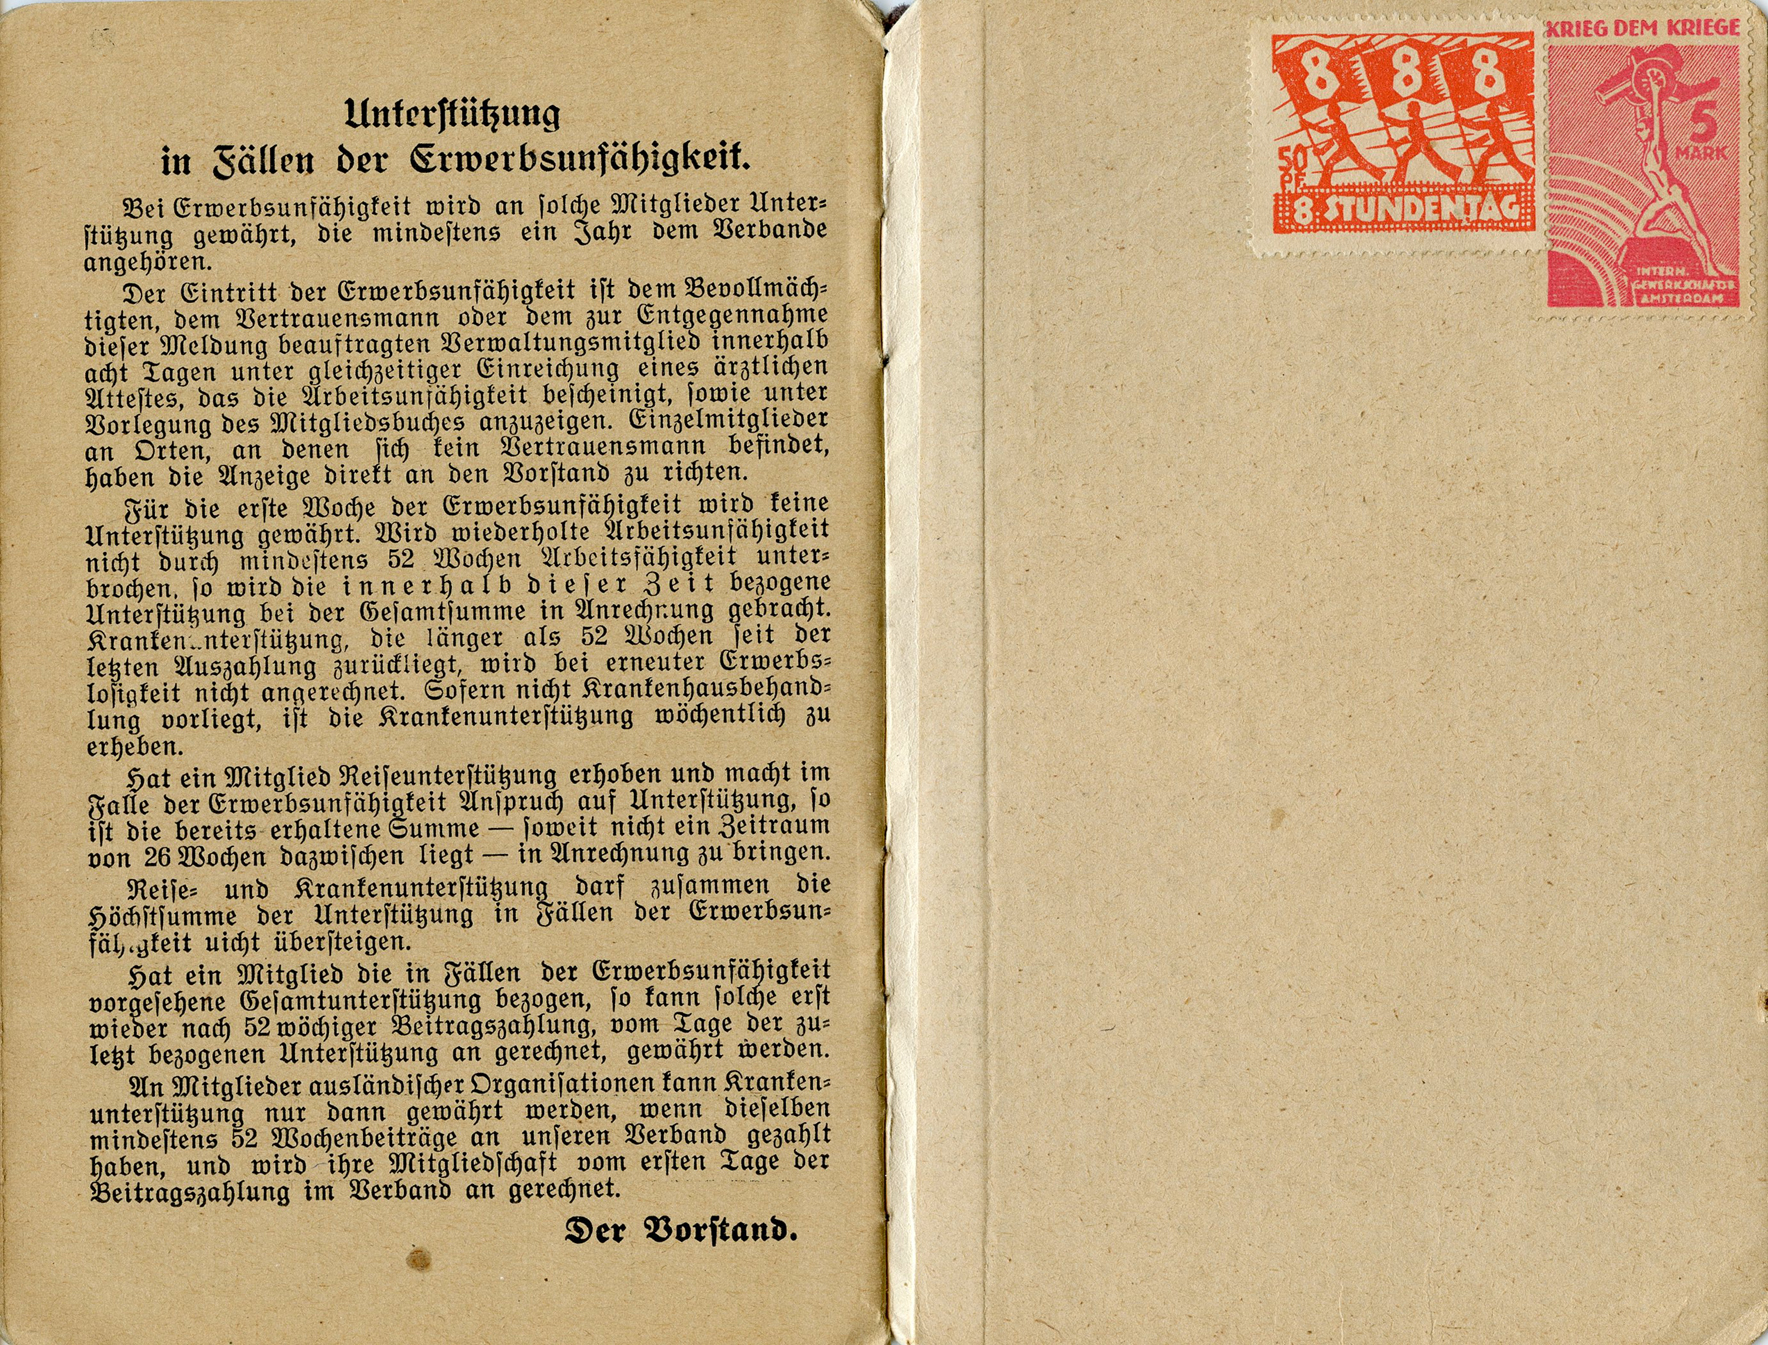 Unterstützung
in Fällen der Erwerbsunfähigkeit.
Bei Erwerbsunfähigkeit wird an solche Mitglieder Unter-
stützung gewährt, die mindestens ein Jahr dem Verbande
angehören.
Der Eintritt der Erwerbsunfähigkeit ist dem Bevollmäch-
tigten, dem Vertrauensmann oder dem zur Entgegennahme
dieser Meldung beauftragten Verwaltungsmitglied innerhalb
acht Tagen unter gleichzeitiger Einreichung eines ärztlichen
Attestes, das die Arbeitsunfähigkeit bescheinigt, sowie unter
Vorlegung des Mitgliedsbuches anzuzeigen. Einzelmitglieder
an Orten, an denen sich kein Vertrauensmann befindet,
haben die Anzeige direkt an den Vorstand zu richten.
Für die erste Woche der Erwerbsunfähigkeit wird keine
Unterstützung gewährt. Wird wiederholte Arbeitsunfähigkeit
nicht durch mindestens 52 Wochen Arbeitsfähigkeit unter-
brochen, so wird die innerhalb dieser Zeit bezogene
Unterstützung bei der Gesamtsumme in Anrechnung gebracht.
Krankenunterstützung, die länger als 52 Wochen seit der
letzten Auszahlung zurückliegt, wird bei erneuter Erwerbs-
losigkeit nicht angerechnet. Sofern nicht Krankenhausbehand-
lung vorliegt, ist die Krankenunterstützung wöchentlich zu
erheben.
Hat ein Mitglied Reiseunterstützung erhoben und macht im
Falle der Erwerbsunfähigkeit Anspruch auf Unterstützung, so
ist die bereits erhaltene Summe — soweit nicht ein Zeitraum
von 26 Wochen dazwischen liegt — in Anrechnung zu bringen.
Reise- und Krankenunterstützung darf zusammen die
Höchstsumme der Unterstützung in Fällen der Erwerbsun-
fähigkeit uicht übersteigen.
Hat ein Mitglied die in Fällen der Erwerbsunfähigkeit
vorgesehene Gesamtunterstützung bezogen, so kann solche erst
wieder nach 52 wöchiger Beitragszahlung, vom Tage der zu-
letzt bezogenen Unterstützung an gerechnet, gewährt werden.
An Mitglieder ausländischer Organisationen kann Kranken-
unterstützung nur dann gewährt werden, wenn dieselben
mindestens 52 Wochenbeiträge an unseren Verband gezahlt
haben, und wird ihre Mitgliedschaft vom ersten Tage der
Beitragszahlung im Verband an gerechnet.
Der Vorstand.
8 8 8
50
PF.
8 STUNDENTAG
KRIEG DEM KRIEGE
5
MARK
INTERN.
GEWERKSCHAFTSB.
AMSTERDAM